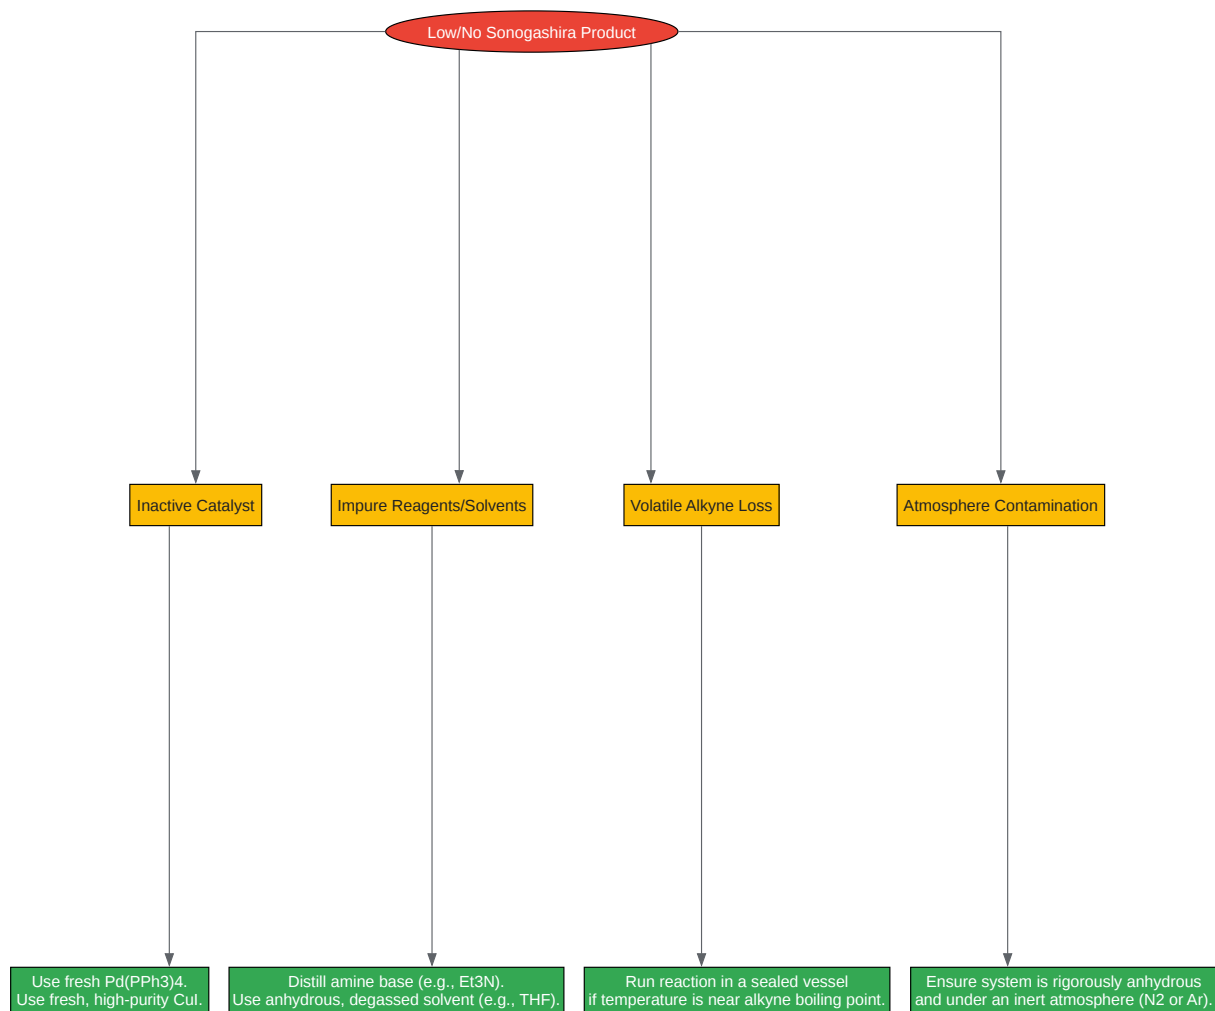 Low/No Sonogashira Product
Inactive Catalyst
Impure Reagents/Solvents
Volatile Alkyne Loss
Atmosphere Contamination
Use fresh Pd(PPh3)4.
Use fresh, high-purity CuI.
Distill amine base (e.g., Et3N).
Use anhydrous, degassed solvent (e.g., THF).
Run reaction in a sealed vessel
if temperature is near alkyne boiling point.
Ensure system is rigorously anhydrous
and under an inert atmosphere (N2 or Ar).